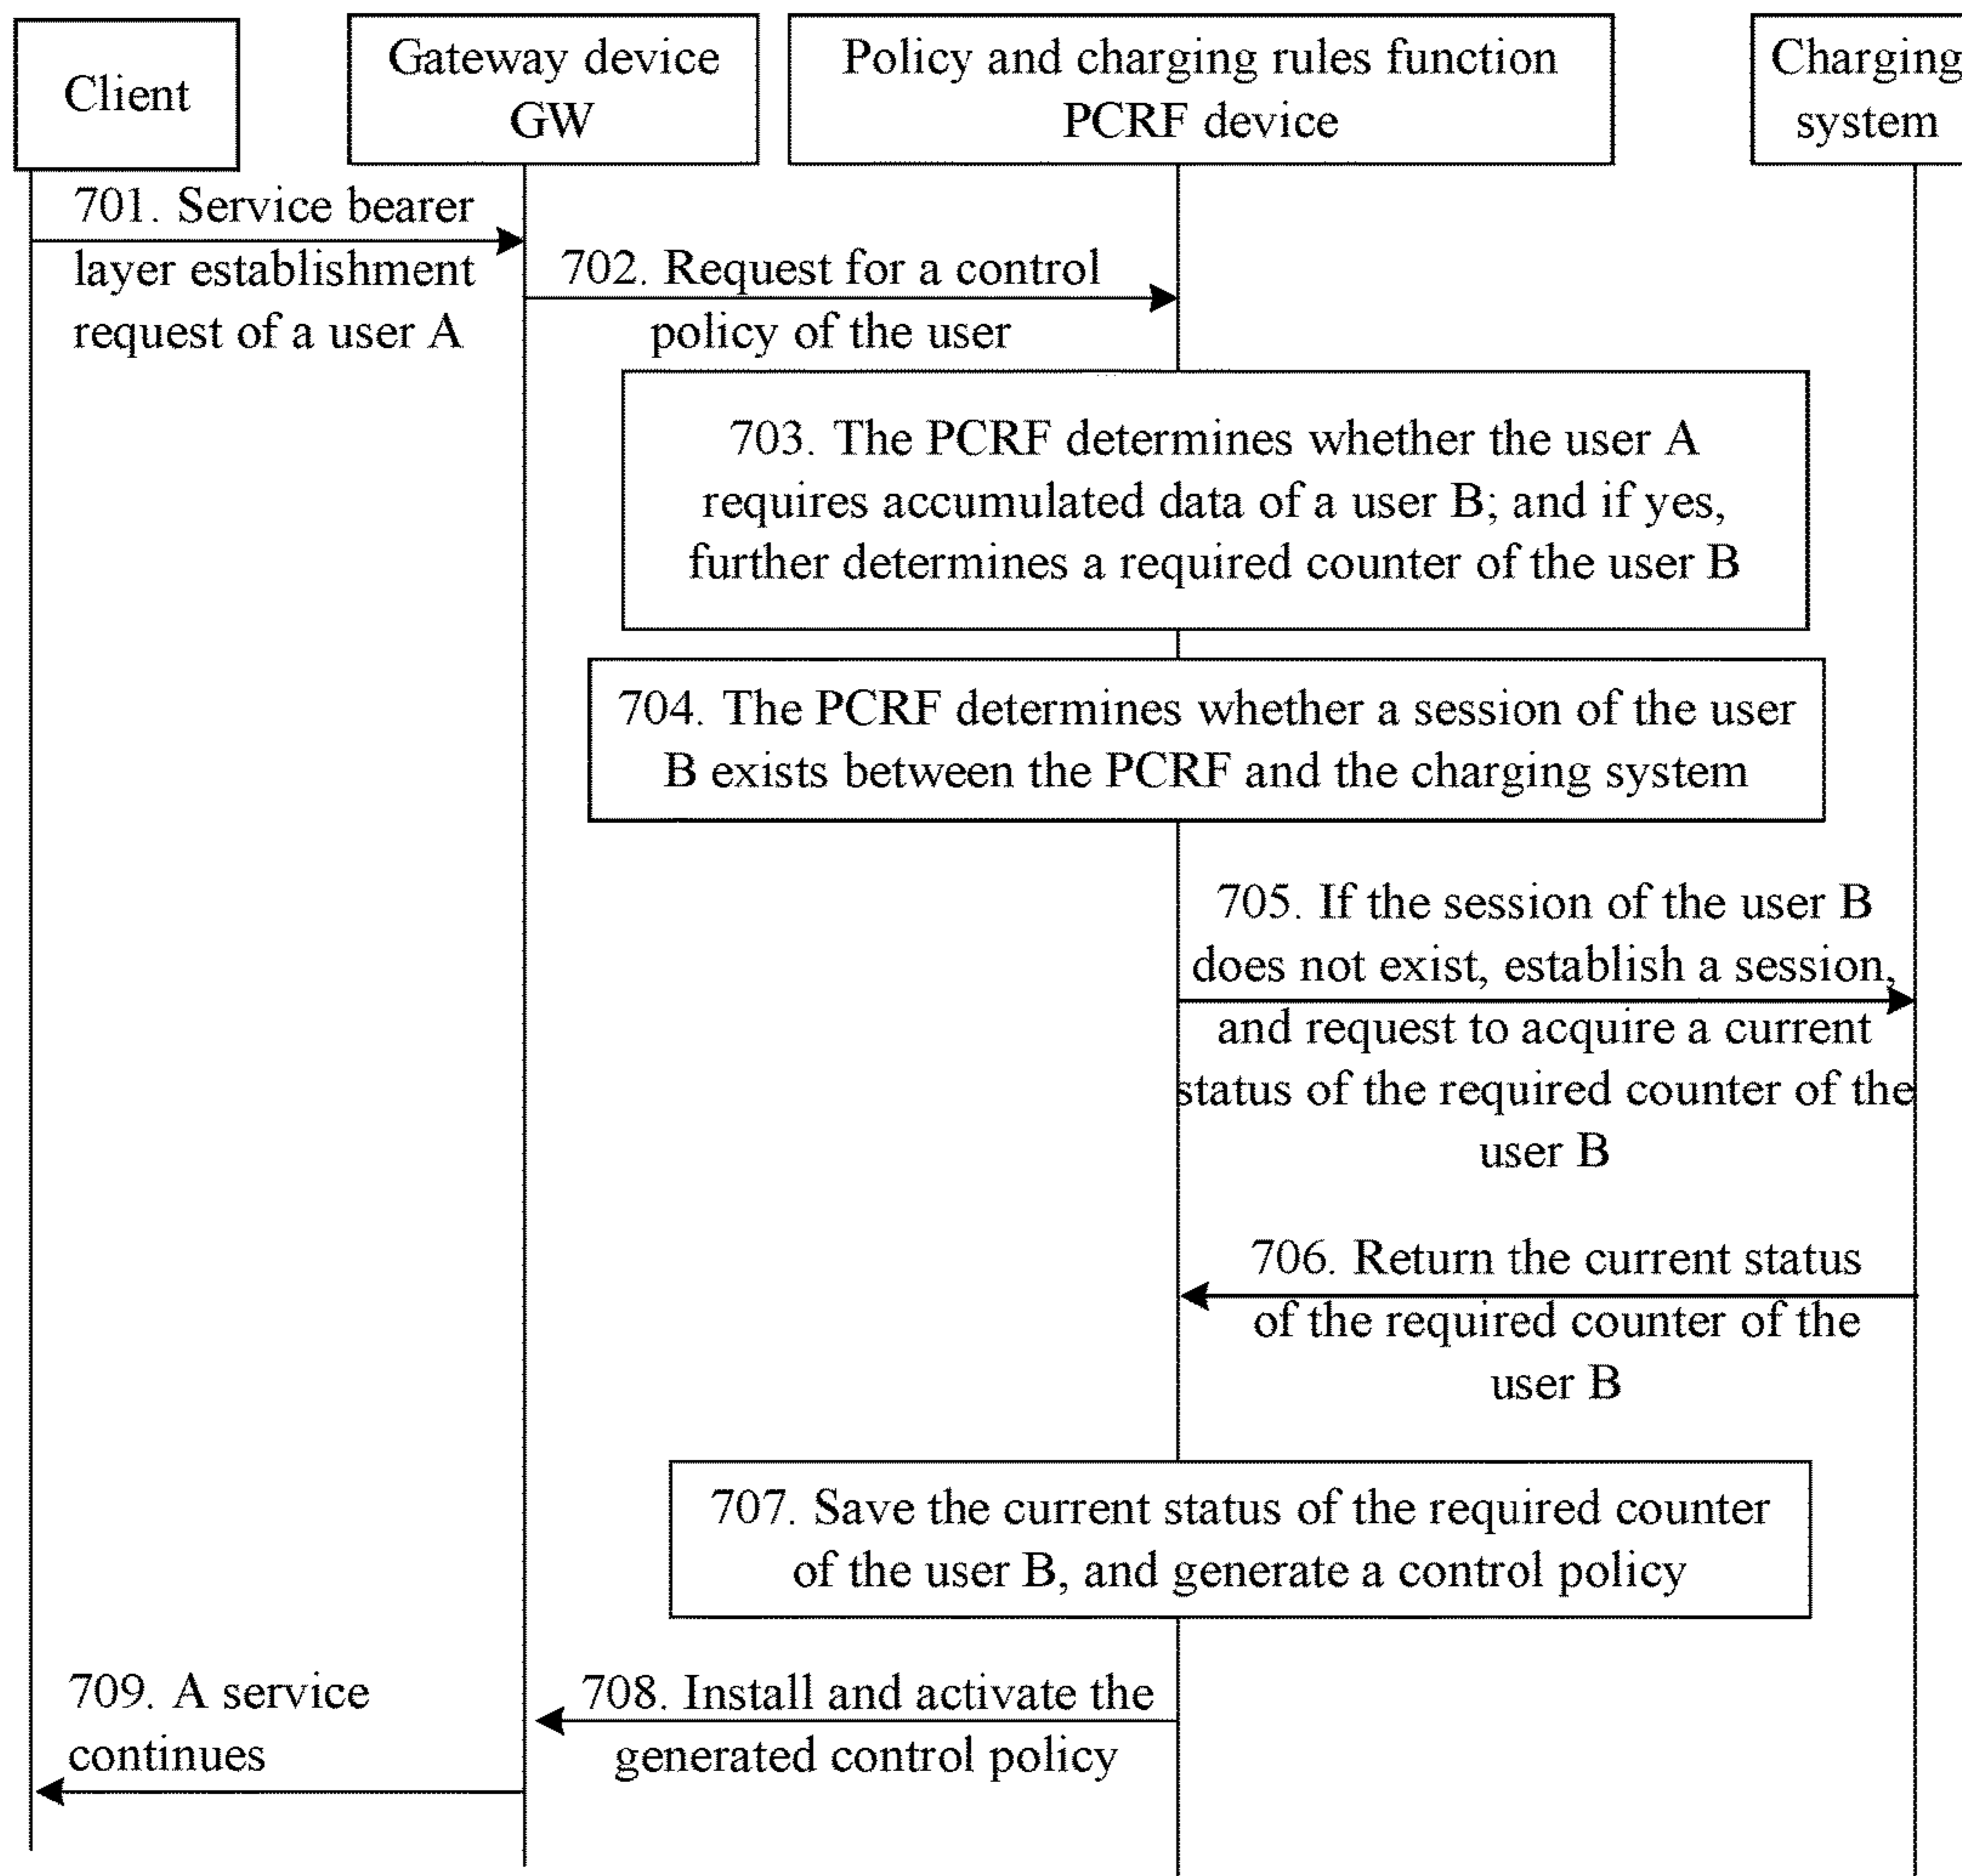 Client
Gateway device
GW
Policy and charging rules function
PCRF device
Charging
system
701. Service bearer
layer establishment
request of a user A
702. Request for a control
policy of the user
703. The PCRF determines whether the user A
requires accumulated data of a user B; and if yes,
further determines a required counter of the user B
704. The PCRF determines whether a session of the user
B exists between the PCRF and the charging system
705. If the session of the user B
does not exist, establish a session,
and request to acquire a current
status of the required counter of the
user B
706. Return the current status
of the required counter of the
user B
707. Save the current status of the required counter
of the user B, and generate a control policy
708. Install and activate the
generated control policy
709. A service
continues